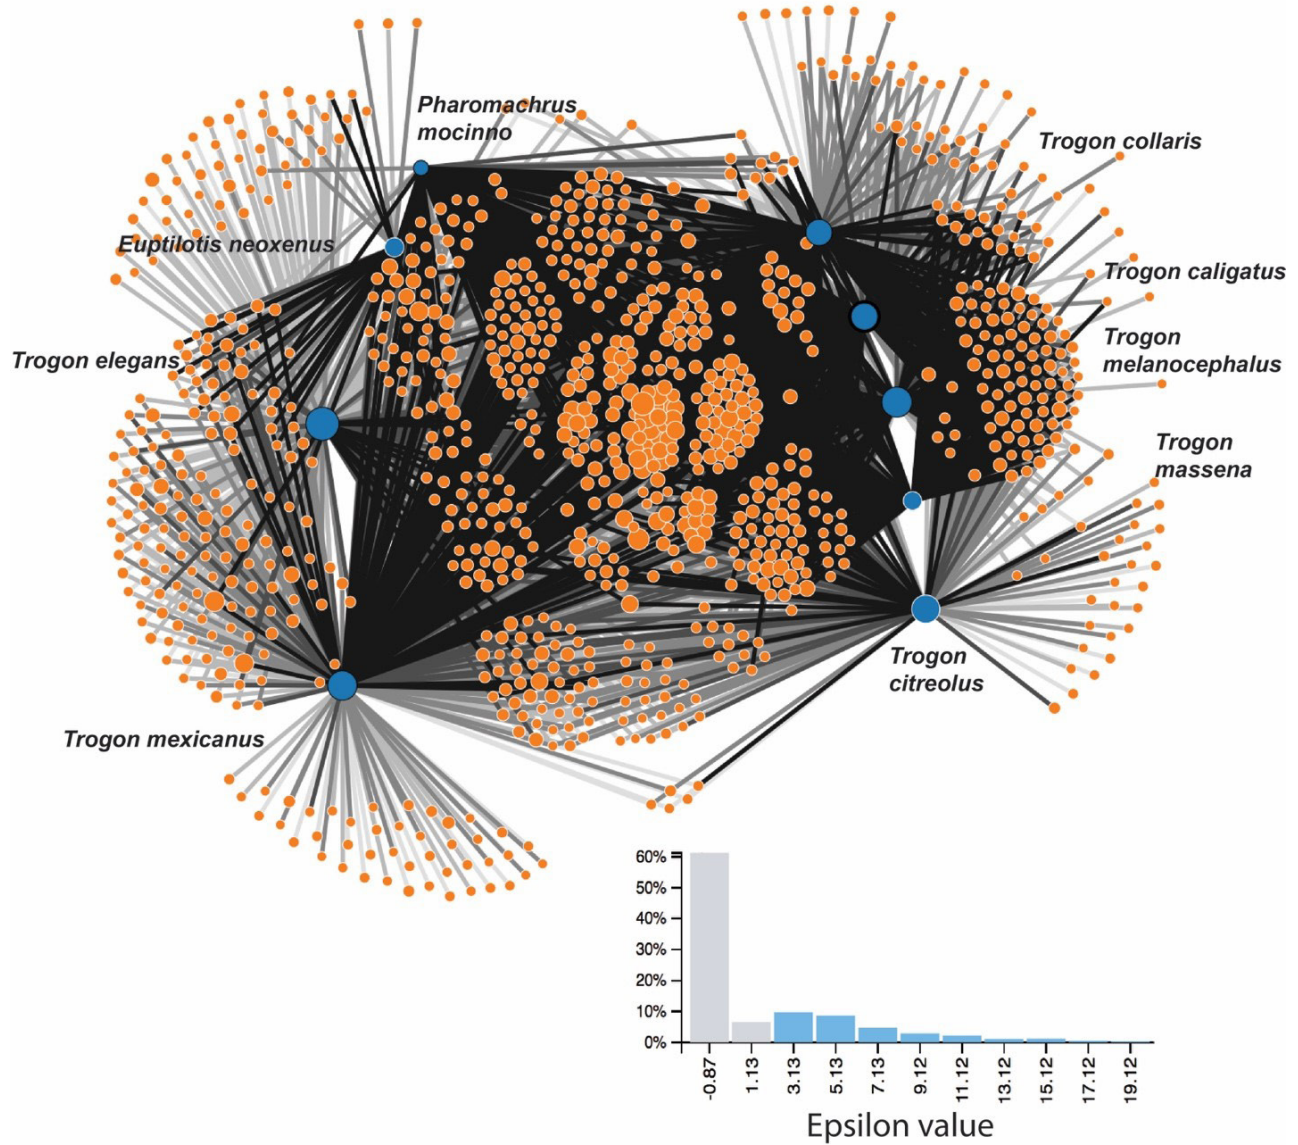 Pharomachrus
mocinno
Trogon collaris
Euptilotis neoxenus
Trogon caligatus
Trogon
melanocephalus
Trogon elegans
Trogon
massena
Trogon
citreolus
Trogon mexicanus
60%
50%
40%
30%
20%
10%
0%
-0.87
1.13
3.13
5.13
7.13
9.12
11.12
13.12
15.12
17.12
19.12
Epsilon value